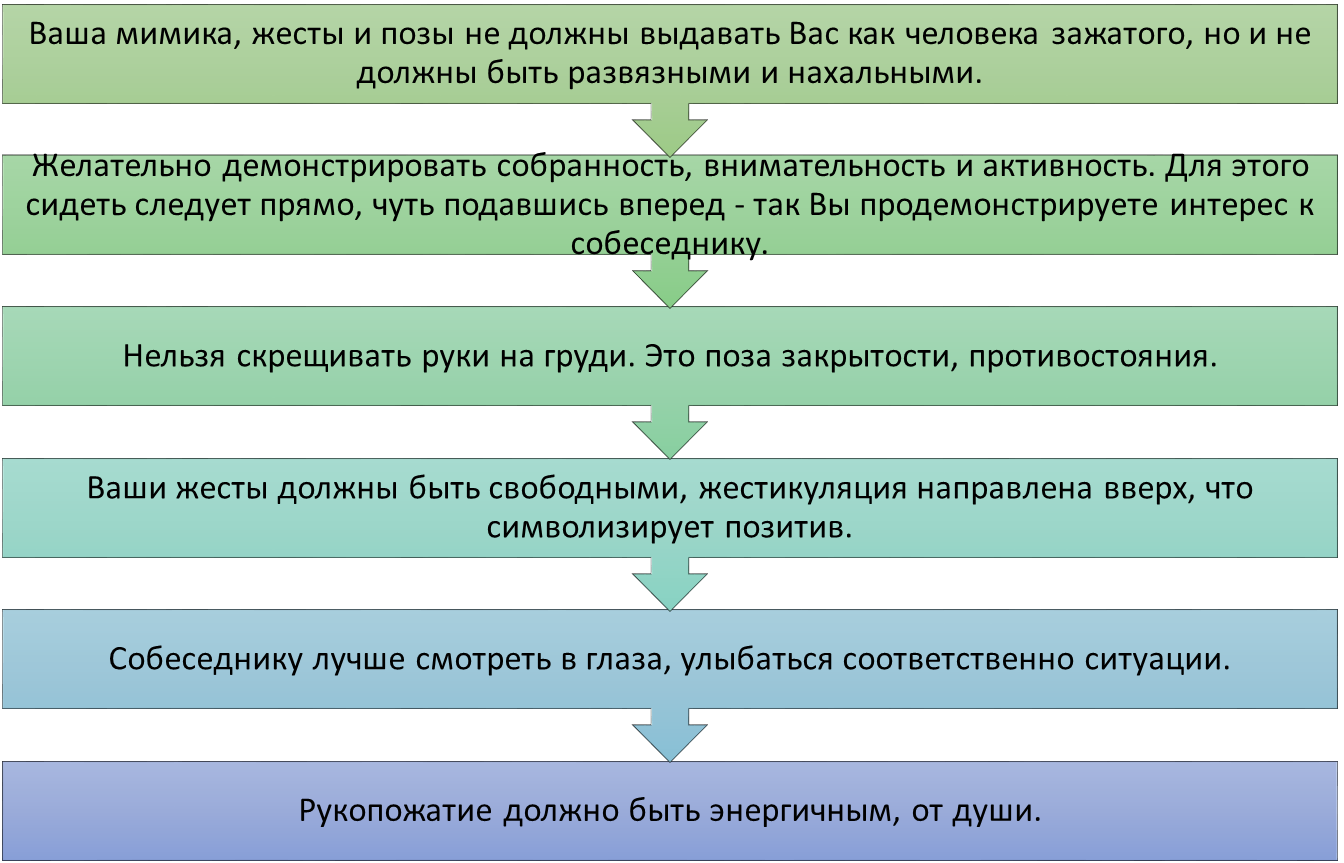 Ваша мимика, жесты и позы не должны выдавать Вас как человека зажатого, но и не
должны быть развязными и нахальными.
Желательно демонстрировать собранность, внимательность и активность. Для этого
сидеть следует прямо, чуть подавшись вперед - так Вы продемонстрируете интерес к
собеседнику.
Нельзя скрещивать руки на груди. Это поза закрытости, противостояния.
Ваши жесты должны быть свободными, жестикуляция направлена вверх, что
символизирует позитив.
Собеседнику лучше смотреть в глаза, улыбаться соответственно ситуации.
Рукопожатие должно быть энергичным, от души.